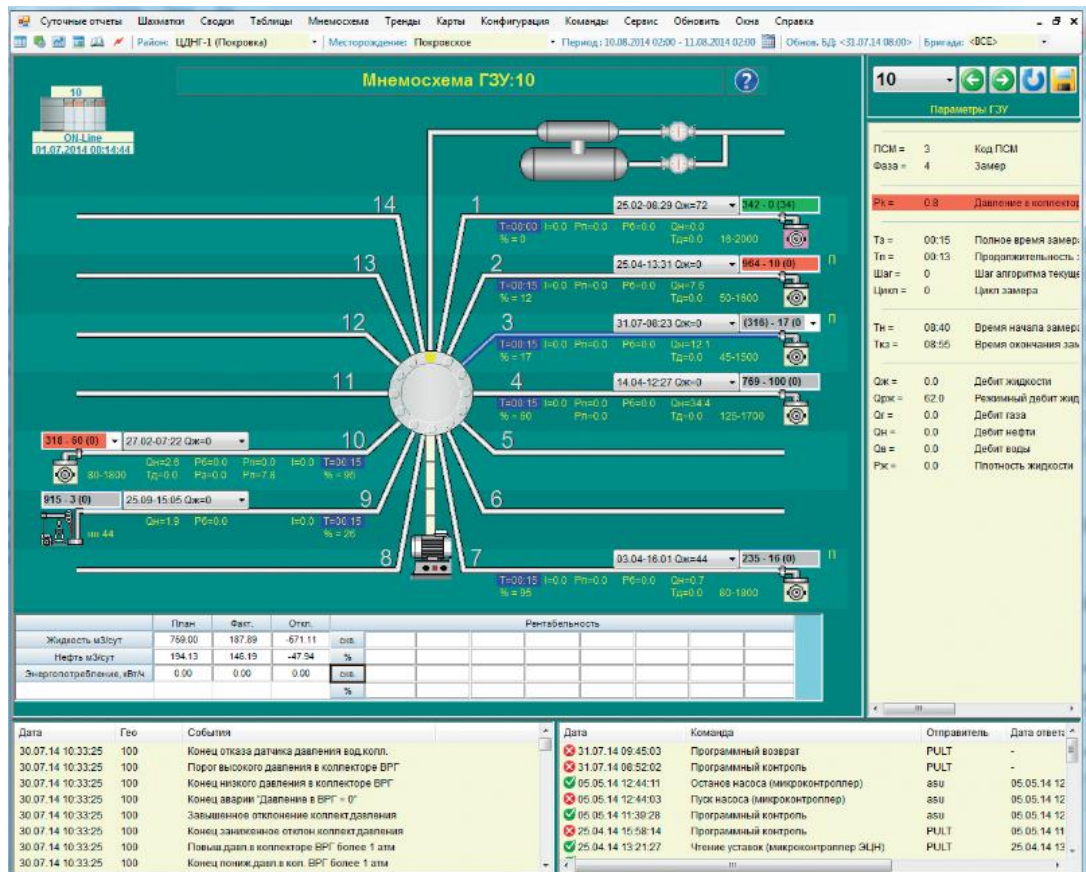 Суточные отчеты Шахматки Сводки Таблицы Мнемосхема Тренды Карты Конфигурация Команды Сервис Обновить Окна Справка
Район: ЦДНГ-1 (Покровка) Месторождение: Покровское Период: 10.08.2014 02:00 - 11.08.2014 02:00 Обнов. БД: <31.07.14 08:00> Бригада: <ВСЕ>
Мнемосхема ГЗУ:10 ?
10
ON-Line
01.07.2014 00:14:44
14 1
25.02-08:29 Qж=72 342 - 0 (34)
T=00:00 I=0.0 Рл=0.0 Рб=0.0 Qн=0.0
% = 0 Тд=0.0 16-2000
13 2
25.04-13:31 Qж=0 964 - 10 (0) П
T=00:15 I=0.0 Рл=0.0 Рб=0.0 Qн=7.6
% = 12 Тд=0.0 50-1600
12 3
31.07-06:23 Qж=0 (316) - 17 (0 П
T=00:15 I=0.0 Рл=0.0 Рб=0.0 Qн=12.1
% = 17 Тд=0.0 45-1500
11 4
14.04-12:27 Qж=0 769 - 100 (0)
T=00:15 I=0.0 Рл=0.0 Рб=0.0 Qн=34.4
% = 60 Рл=0.0 Тд=0.0 125-1700
318 - 60 (0) 27.02-07:22 Qж=0 10 5
Qн=2.6 Рб=0.0 Рл=0.0 I=0.0 T=00:15
80-1800 Тд=0.0 Рз=0.0 Рл=7.6 % = 95
915 - 3 (0) 25.09-15:05 Qж=0 9 6
Qн=1.9 Рб=0.0 I=0.0 T=00:15
нв 44 % = 26
8 7
03.04-16:01 Qж=44 235 - 16 (0) П
T=00:15 I=0.0 Рл=0.0 Рб=0.0 Qн=0.7
% = 95 Тд=0.0 80-1800
План Факт. Откл. Рентабельность
Жидкость м3/сут 759.00 187.89 -571.11 скв.
Нефть м3/сут 194.13 146.19 -47.94 %
Энергопотребление, кВт/ч 0.00 0.00 0.00 скв.
%
10
Параметры ГЗУ
ПСМ = 3 Код ПСМ
Фаза = 4 Замер
Рк = 0.8 Давление в коллектор
Тз = 00:15 Полное время замера
Тп = 00:13 Продолжительность
Шаг = 0 Шаг алгоритма текуще
Цикл = 0 Цикл замера
Тн = 08:40 Время начала замера
Ткз = 08:55 Время окончания зам
Qж = 0.0 Дебит жидкости
Qрж = 62.0 Режимный дебит жид
Qг = 0.0 Дебит газа
Qн = 0.0 Дебит нефти
Qв = 0.0 Дебит воды
Рж = 0.0 Плотность жидкости
Дата Гео События
30.07.14 10:33:25 100 Конец отказа датчика давления вод.колл.
30.07.14 10:33:25 100 Порог высокого давления в коллекторе ВРГ
30.07.14 10:33:25 100 Конец низкого давления в коллекторе ВРГ
30.07.14 10:33:25 100 Конец аварии "Давление в ВРГ = 0"
30.07.14 10:33:25 100 Завышенное отклонение коллект.давления
30.07.14 10:33:25 100 Конец заниженное отклон.коллект.давления
30.07.14 10:33:25 100 Повыш.давл.в коллекторе ВРГ более 1 атм
30.07.14 10:33:25 100 Конец пониж.давл.в кол. ВРГ более 1 атм
Дата Команда Отправитель Дата ответа
31.07.14 09:45:03 Программный возврат PULT -
31.07.14 08:52:02 Программный контроль PULT -
05.05.14 12:44:11 Останов насоса (микроконтроллер) asu 05.05.14 12
05.05.14 12:44:03 Пуск насоса (микроконтроллер) asu 05.05.14 12
05.05.14 11:39:28 Программный контроль asu 05.05.14 12
25.04.14 15:58:14 Программный контроль PULT 05.05.14 11
25.04.14 13:21:27 Чтение уставок (микроконтроллер ЭЦН) PULT 25.04.14 13